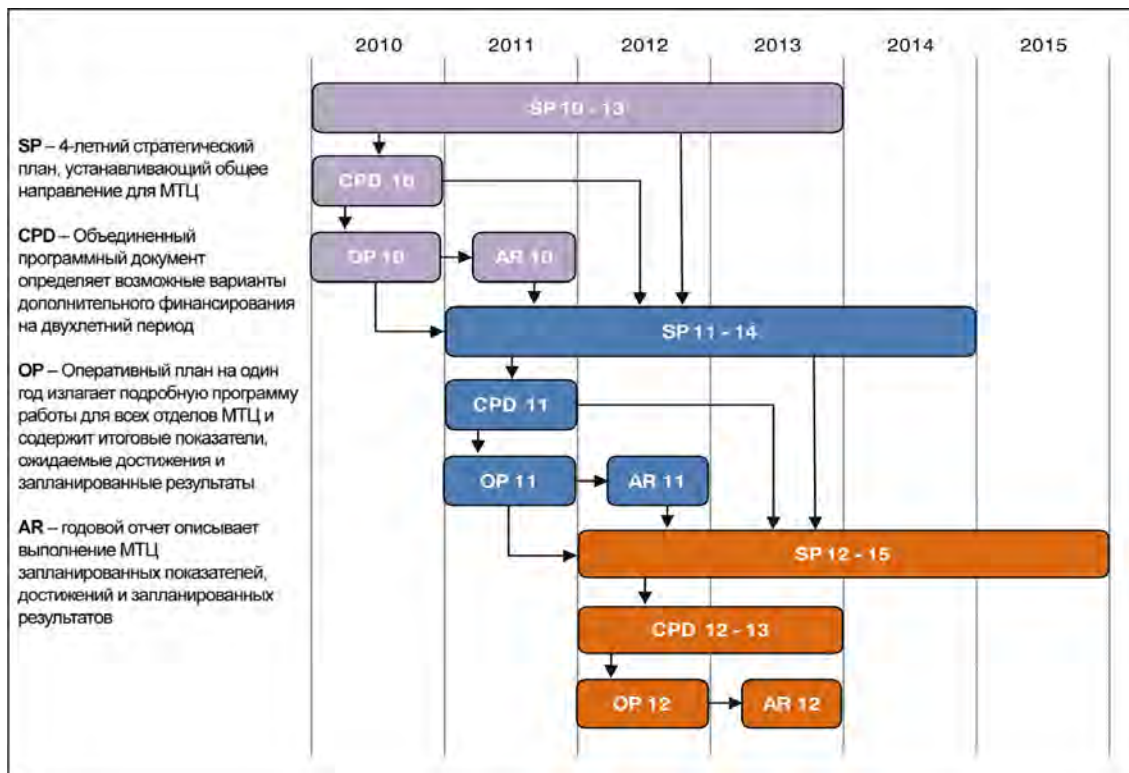 2010 2011 2012 2013 2014 2015
SP 10 - 13
SP – 4-летний стратегический
план, устанавливающий общее
направление для МТЦ
CPD 10
CPD – Объединенный
программный документ
определяет возможные варианты
дополнительного финансирования
на двухлетний период
OP 10 AR 10
SP 11 - 14
OP – Оперативный план на один
год излагает подробную программу
работы для всех отделов МТЦ и
содержит итоговые показатели,
ожидаемые достижения и
запланированные результаты
CPD 11
OP 11 AR 11
AR – годовой отчет описывает
выполнение МТЦ
запланированных показателей,
достижений и запланированных
результатов
SP 12 - 15
CPD 12 - 13
OP 12 AR 12